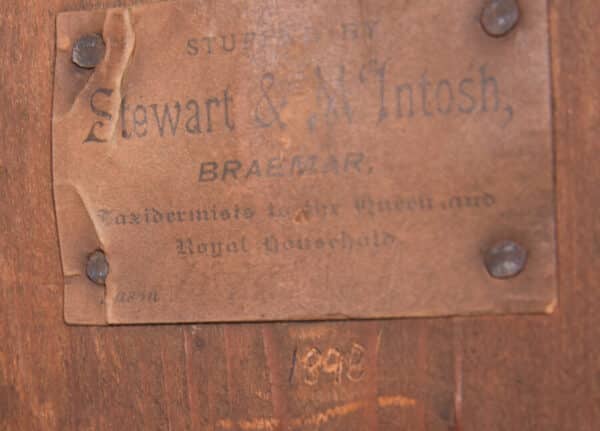 STUFFED BY
Stewart & McIntosh,
BRAEMAR,
Taxidermists to the Queen and
Royal Household
1898